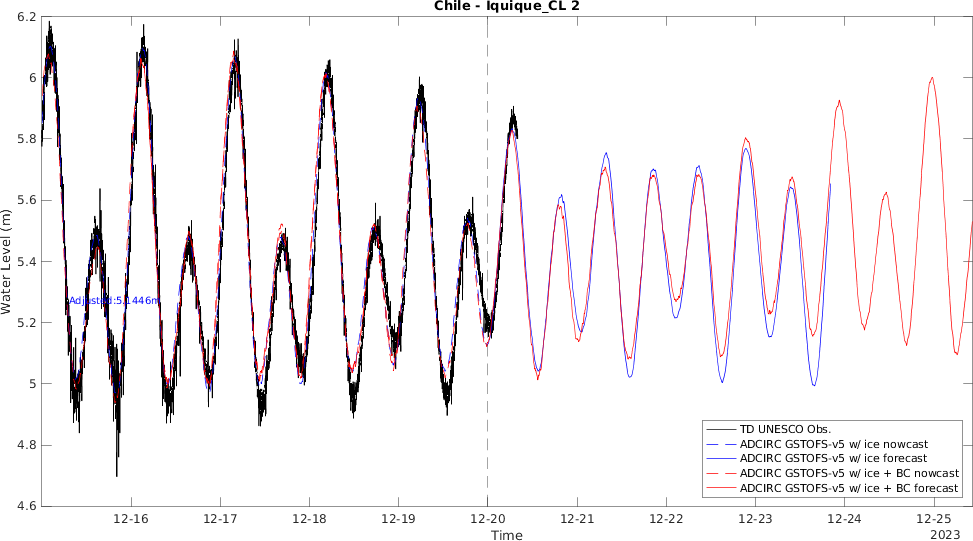 Chile - Iquique_CL 2
6.2
6
5.8
5.6
5.4
5.2
5
4.8
4.6
Water Level (m)
Adjusted:5.1446m
TD UNESCO Obs.
ADCIRC GSTOFS-v5 w/ ice nowcast
ADCIRC GSTOFS-v5 w/ ice forecast
ADCIRC GSTOFS-v5 w/ ice + BC nowcast
ADCIRC GSTOFS-v5 w/ ice + BC forecast
12-16 12-17 12-18 12-19 12-20 12-21 12-22 12-23 12-24 12-25
Time
2023